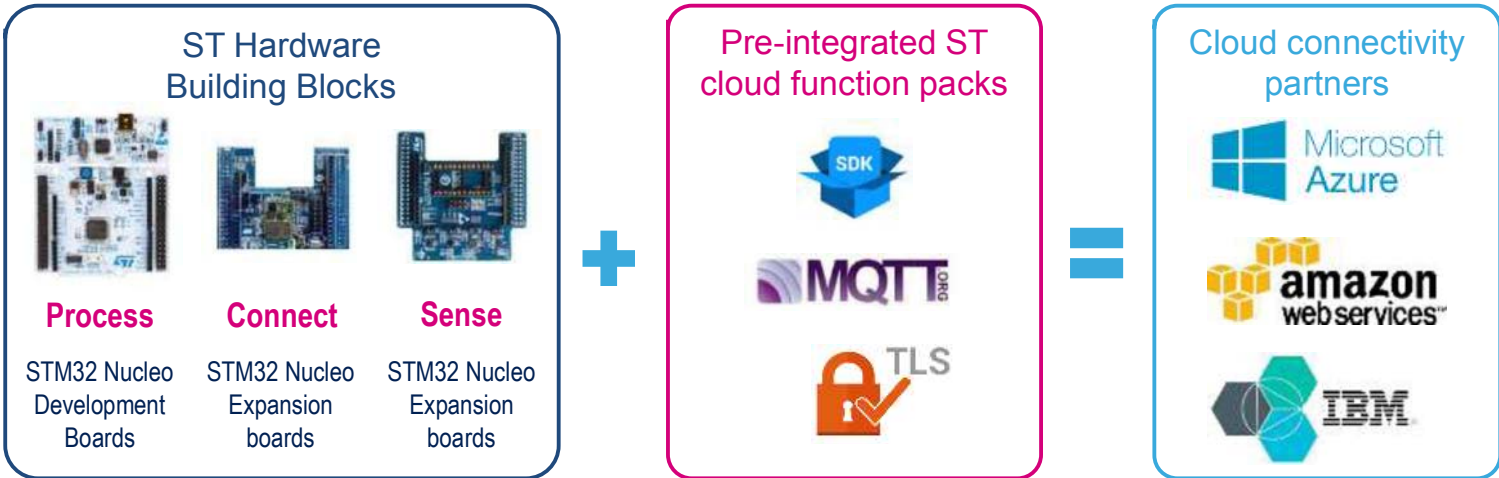 ST Hardware
Building Blocks
Process
Connect
Sense
STM32 Nucleo
Development
Boards
STM32 Nucleo
Expansion
boards
STM32 Nucleo
Expansion
boards
Pre-integrated ST
cloud function packs
SDK
MQTT.ORG
TLS
Cloud connectivity
partners
Microsoft
Azure
amazon
webservices™
IBM